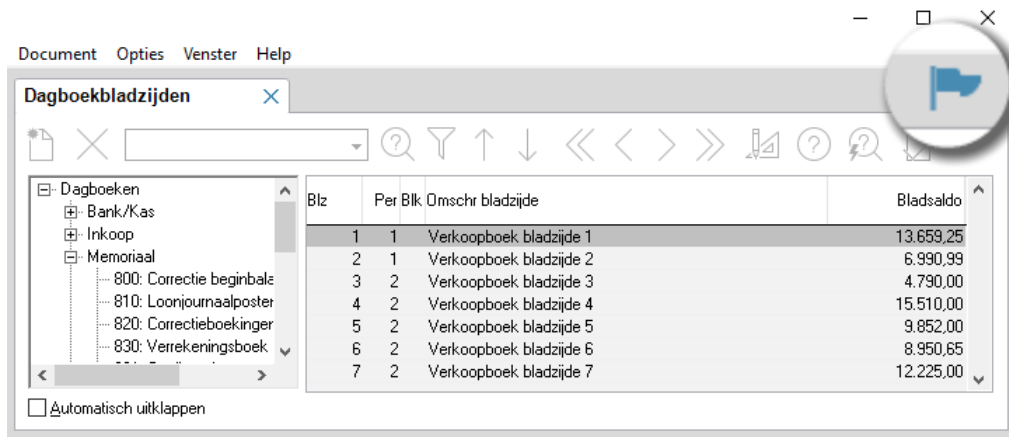 Document Opties Venster Help
Dagboekbladzijden
Dagboeken
Bank/Kas
Inkoop
Memoriaal
800: Correctie beginbala
810: Loonjournaalposter
820: Correctieboekinger
830: Verrekeningsboek
Automatisch uitklappen
Blz Per Blk Omschr bladzijde Bladsaldo
1 1 Verkoopboek bladzijde 1 13.659,25
2 1 Verkoopboek bladzijde 2 6.990,99
3 2 Verkoopboek bladzijde 3 4.790,00
4 2 Verkoopboek bladzijde 4 15.510,00
5 2 Verkoopboek bladzijde 5 9.852,00
6 2 Verkoopboek bladzijde 6 8.950,65
7 2 Verkoopboek bladzijde 7 12.225,00